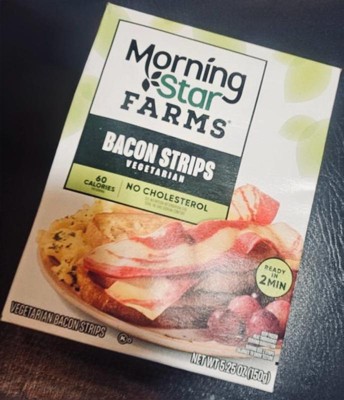 Morning
Star
FARMS®
BACON STRIPS
VEGETARIAN
60
CALORIES
NO CHOLESTEROL
READY
IN
2 MIN
VEGETARIAN BACON STRIPS
NET WT 5.25 OZ (150g)